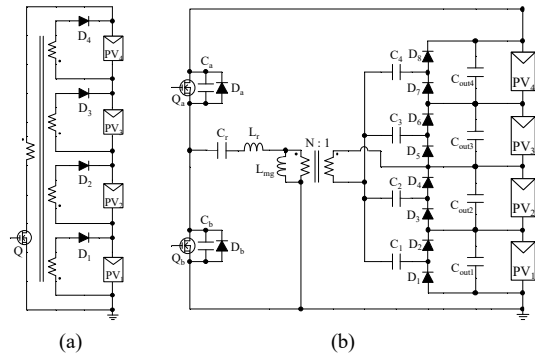 D4
PV4
D3
PV3
D2
PV2
Q
D1
PV1
(a)
Ca
Qa
Da
Cr
Lr
N : 1
Lmg
Cb
Qb
Db
C4
D8
D7
Cout4
PV4
C3
D6
D5
Cout3
PV3
C2
D4
D3
Cout2
PV2
C1
D2
D1
Cout1
PV1
(b)